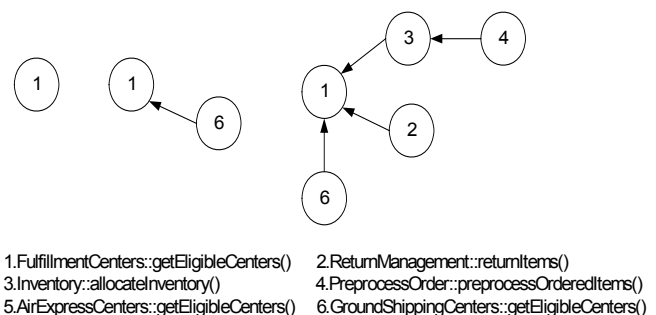 3 4
1 1 1
6 2
6
1.FulfillmentCenters::getEligibleCenters() 2.ReturnManagement::returnItems()
3.Inventory::allocateInventory() 4.PreprocessOrder::preprocessOrderedItems()
5.AirExpressCenters::getEligibleCenters() 6.GroundShippingCenters::getEligibleCenters()